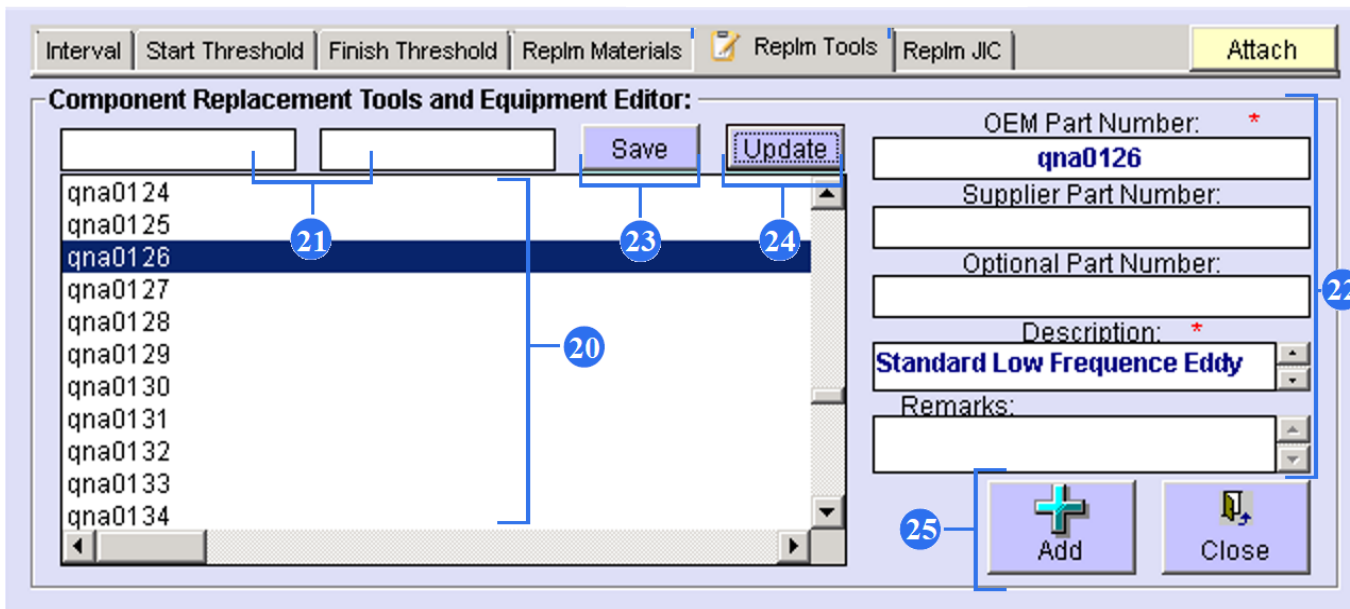 Interval Start Threshold Finish Threshold Replm Materials Replm Tools Replm JIC Attach
Component Replacement Tools and Equipment Editor:
Save Update
qna0124
qna0125
qna0126
qna0127
qna0128
qna0129
qna0130
qna0131
qna0132
qna0133
qna0134
21
23
24
20
OEM Part Number: *
qna0126
Supplier Part Number:
Optional Part Number:
22
Description: *
Standard Low Frequence Eddy
Remarks:
25
Add Close